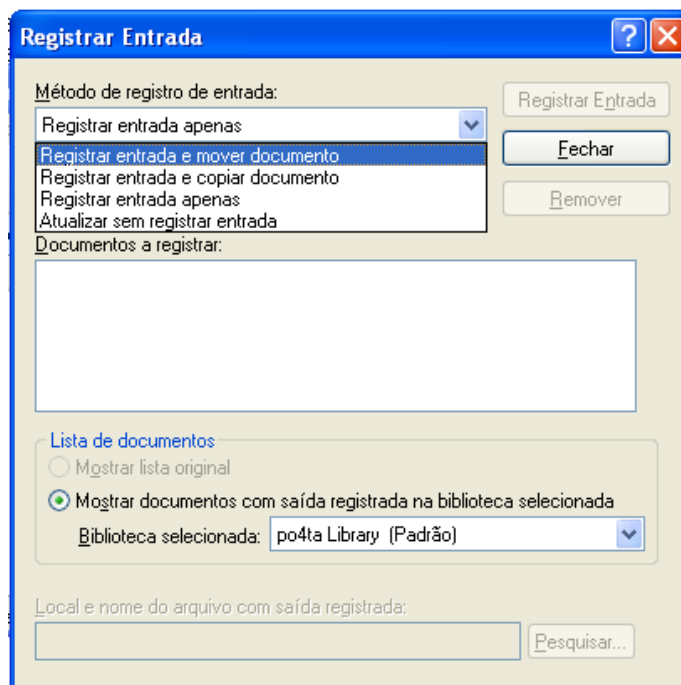 Registrar Entrada
Método de registro de entrada:
Registrar entrada apenas
Registrar entrada e mover documento
Registrar entrada e copiar documento
Registrar entrada apenas
Atualizar sem registrar entrada
Registrar Entrada
Fechar
Remover
Documentos a registrar:
Lista de documentos
Mostrar lista original
Mostrar documentos com saída registrada na biblioteca selecionada
Biblioteca selecionada: po4ta Library (Padrão)
Local e nome do arquivo com saída registrada:
Pesquisar...